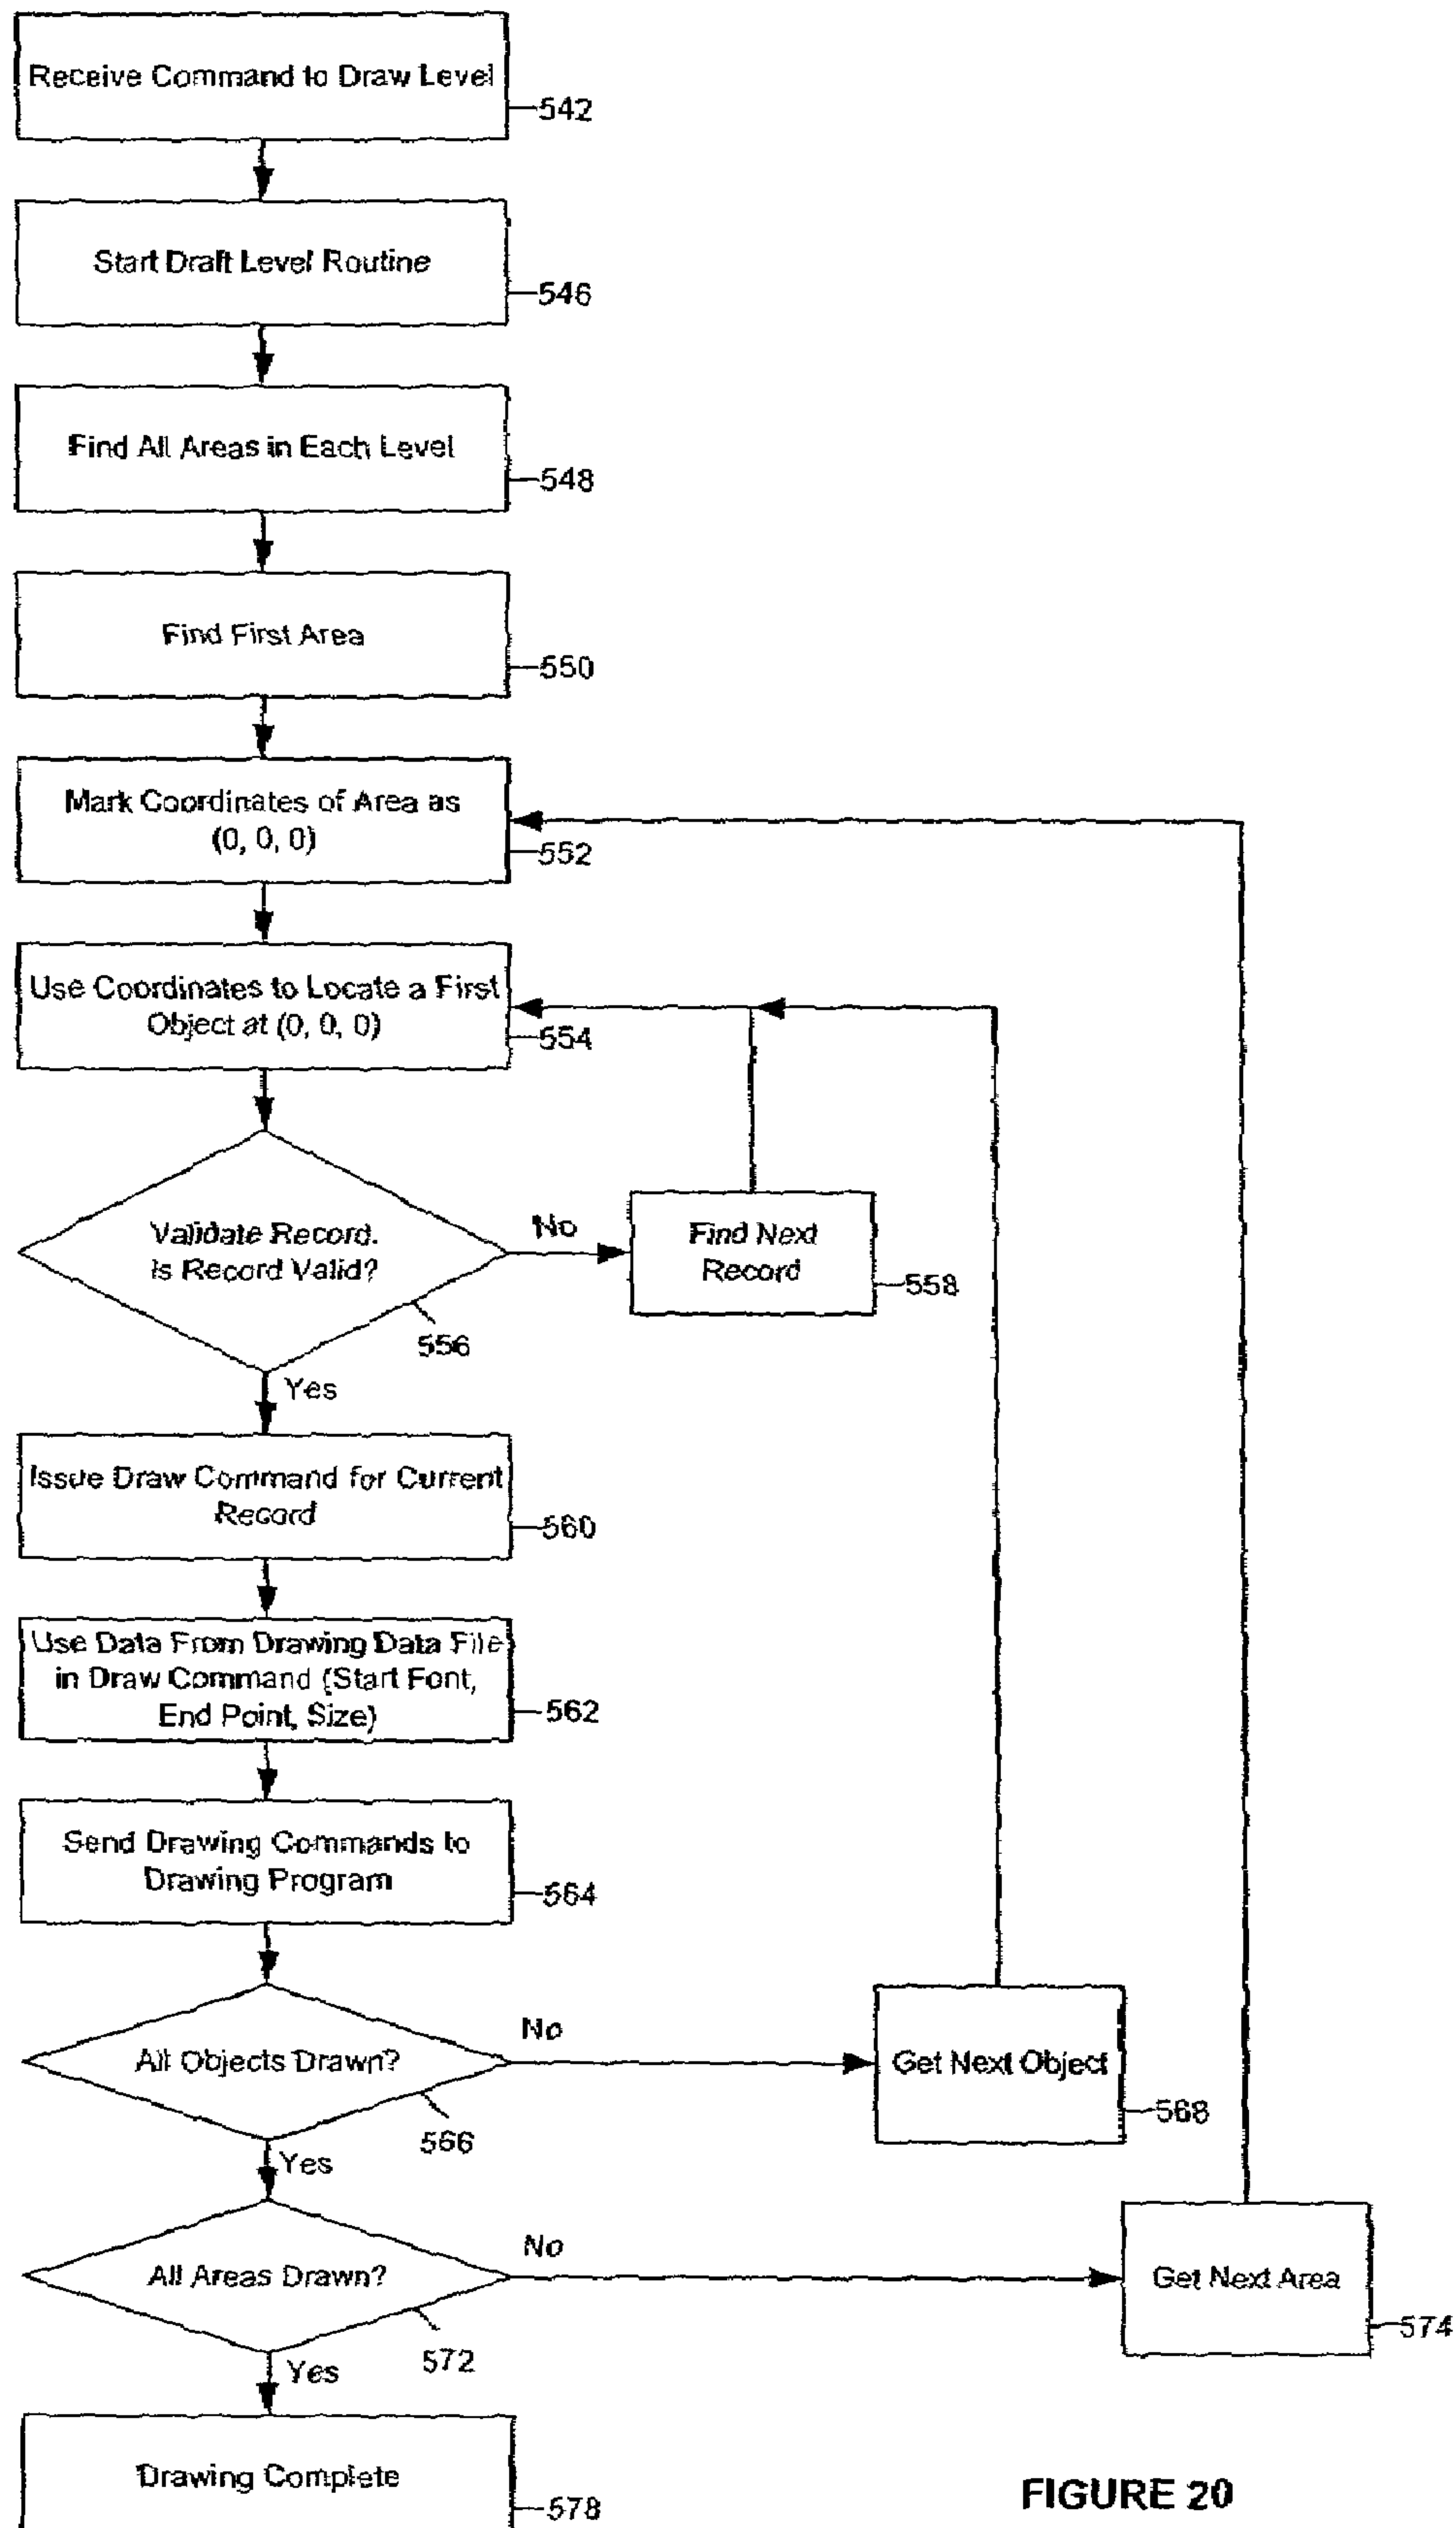 Receive Command to Draw Level
542
Start Draft Level Routine
546
Find All Areas in Each Level
548
Find First Area
550
Mark Coordinates of Area as
(0, 0, 0)
552
Use Coordinates to Locate a First
Object at (0, 0, 0)
554
Validate Record.
Is Record Valid?
556
No
Find Next
Record
558
Yes
Issue Draw Command for Current
Record
560
Use Data From Drawing Data File
in Draw Command (Start Font,
End Point, Size)
562
Send Drawing Commands to
Drawing Program
564
All Objects Drawn?
566
No
Get Next Object
568
Yes
All Areas Drawn?
572
No
Get Next Area
574
Yes
Drawing Complete
578
FIGURE 20